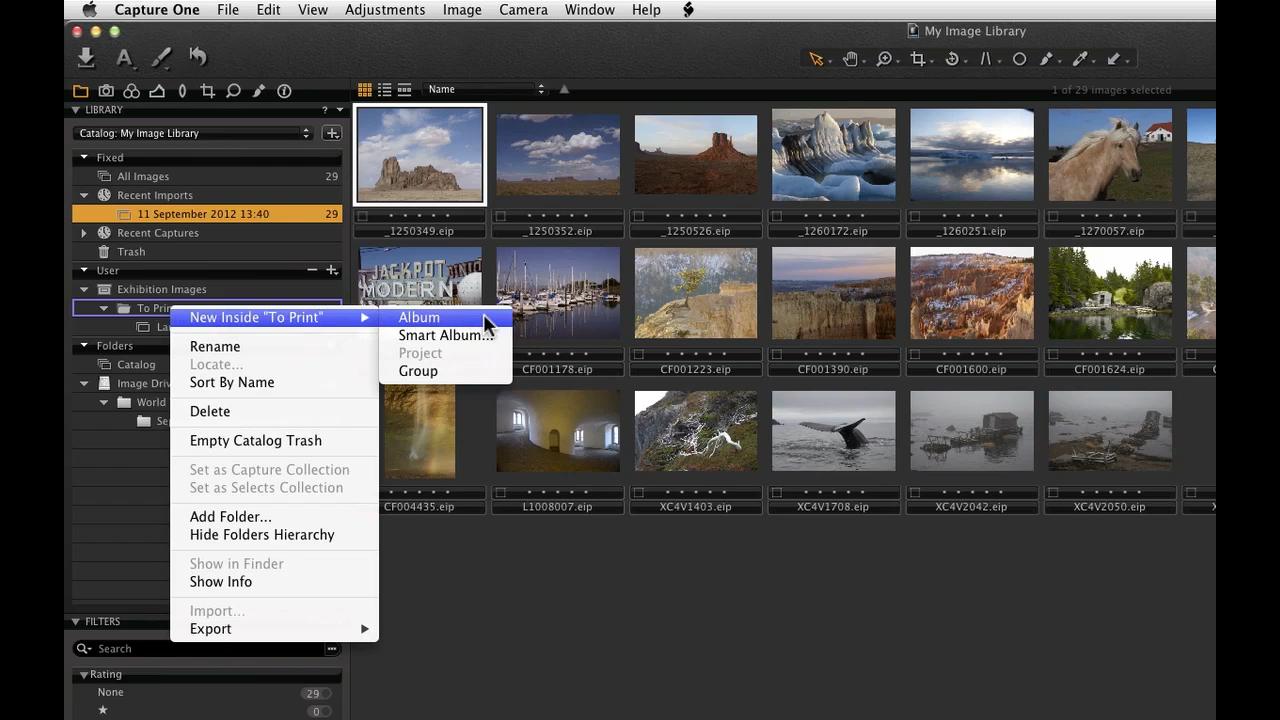 Capture One File Edit View Adjustments Image Camera Window Help
My Image Library
LIBRARY ?
Name
1 of 29 images selected
Catalog: My Image Library
Fixed
All Images 29
Recent Imports
11 September 2012 13:40 29
Recent Captures
Trash
User
Exhibition Images
To Prin
La
Folders
Catalog
Image Driv
World
Sep
New Inside "To Print"
Rename
Locate...
Sort By Name
Delete
Empty Catalog Trash
Set as Capture Collection
Set as Selects Collection
Add Folder...
Hide Folders Hierarchy
Show in Finder
Show Info
Import...
Export
Album
Smart Album...
Project
Group
_1250349.eip _1250352.eip _1250526.eip _1260172.eip _1260251.eip _1270057.eip
JACKPOT
MODERN
CF001178.eip CF001223.eip CF001390.eip CF001600.eip CF001624.eip
CF004435.eip L1008007.eip XC4V1403.eip XC4V1708.eip XC4V2042.eip XC4V2050.eip
FILTERS
Search
Rating
None 29
0